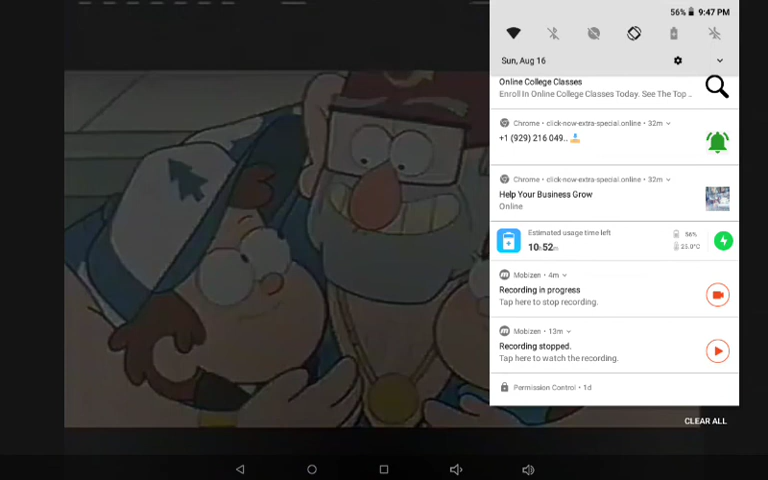 56% 9:47 PM
Sun, Aug 16
Online College Classes
Enroll In Online College Classes Today. See The Top ..
Chrome • click-now-extra-special.online • 32m
+1 (929) 216 049..
Chrome • click-now-extra-special.online • 32m
Help Your Business Grow
Online
Estimated usage time left
56%
10h52m
25.0°C
Mobizen • 4m
Recording in progress
Tap here to stop recording.
Mobizen • 13m
Recording stopped.
Tap here to watch the recording.
Permission Control • 1d
CLEAR ALL